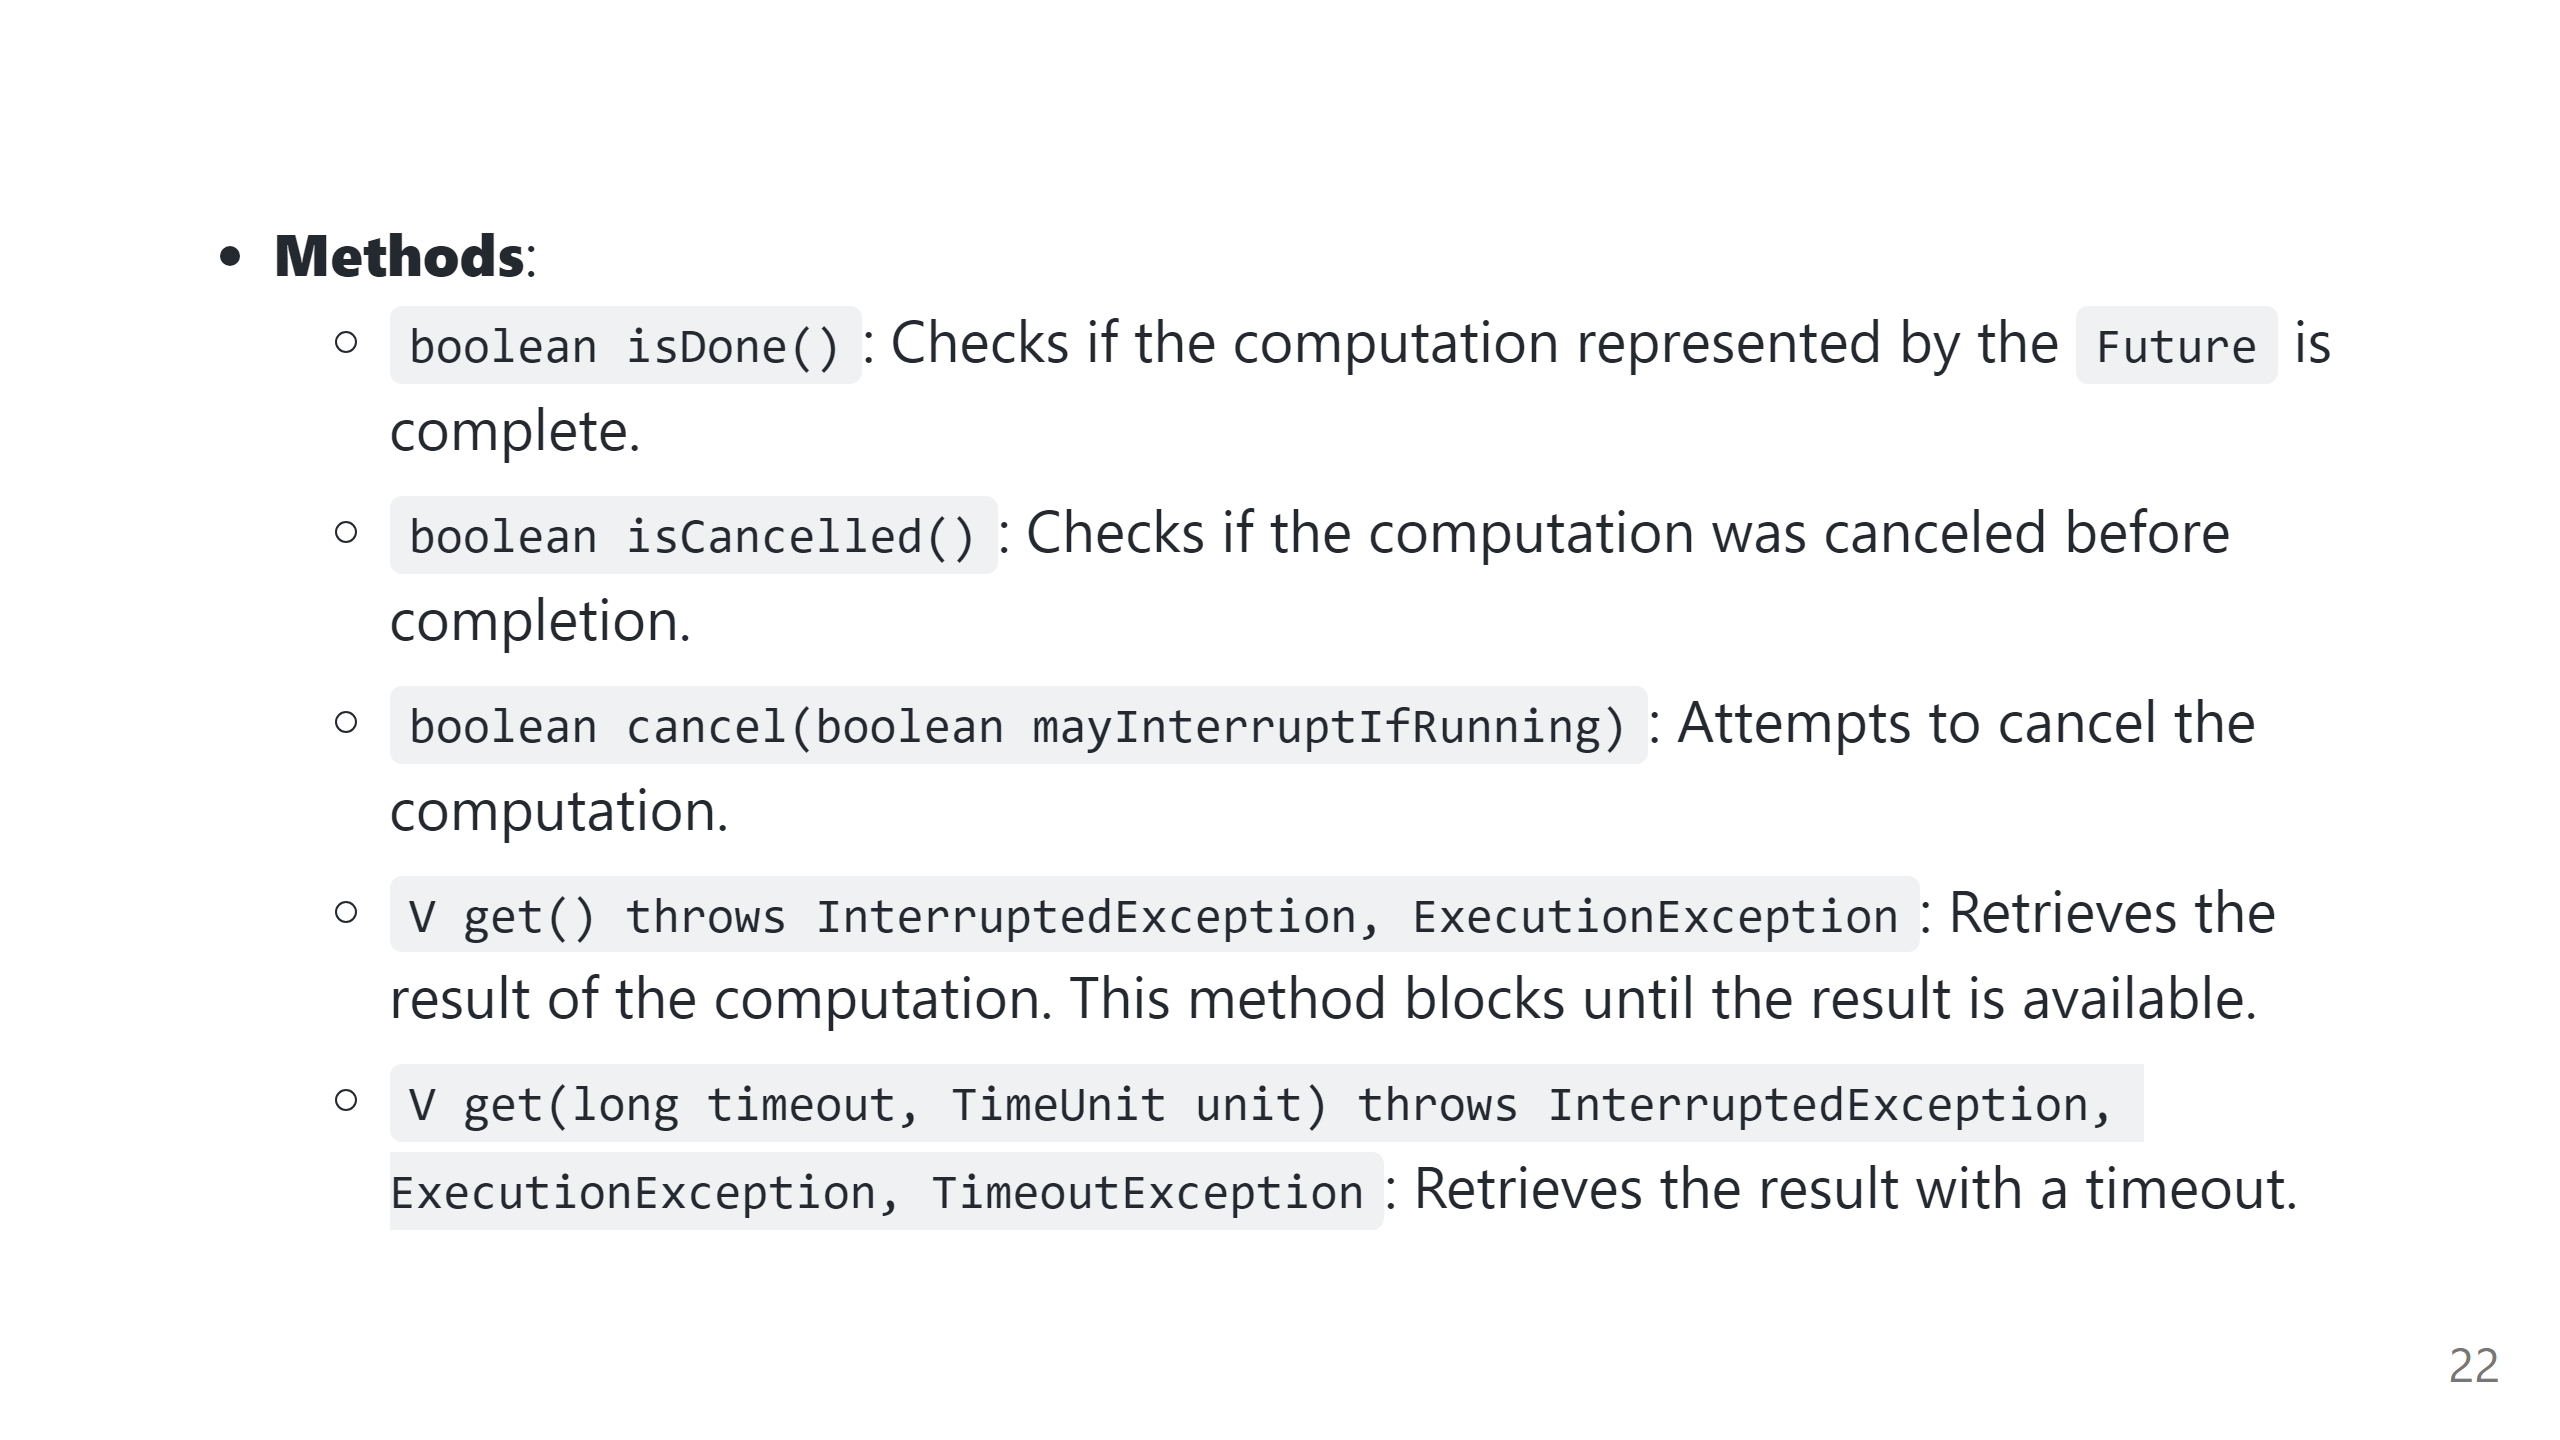 Methods:
boolean isDone() : Checks if the computation represented by the Future is
complete.
boolean isCancelled() : Checks if the computation was canceled before
completion.
boolean cancel(boolean mayInterruptIfRunning) : Attempts to cancel the
computation.
V get() throws InterruptedException, ExecutionException : Retrieves the
result of the computation. This method blocks until the result is available.
V get(long timeout, TimeUnit unit) throws InterruptedException,
ExecutionException, TimeoutException : Retrieves the result with a timeout.
22